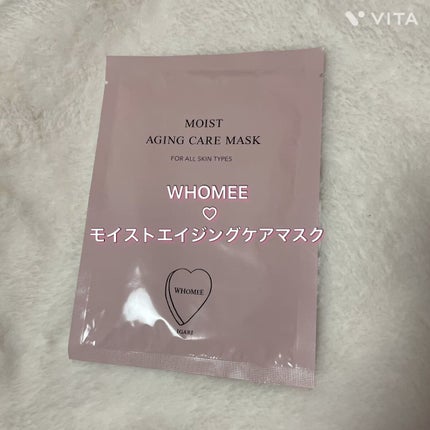 VITA
MOIST
AGING CARE MASK
FOR ALL SKIN TYPES
WHOMEE
♡
モイストエイジングケアマスク
WHOMEE
IGARI